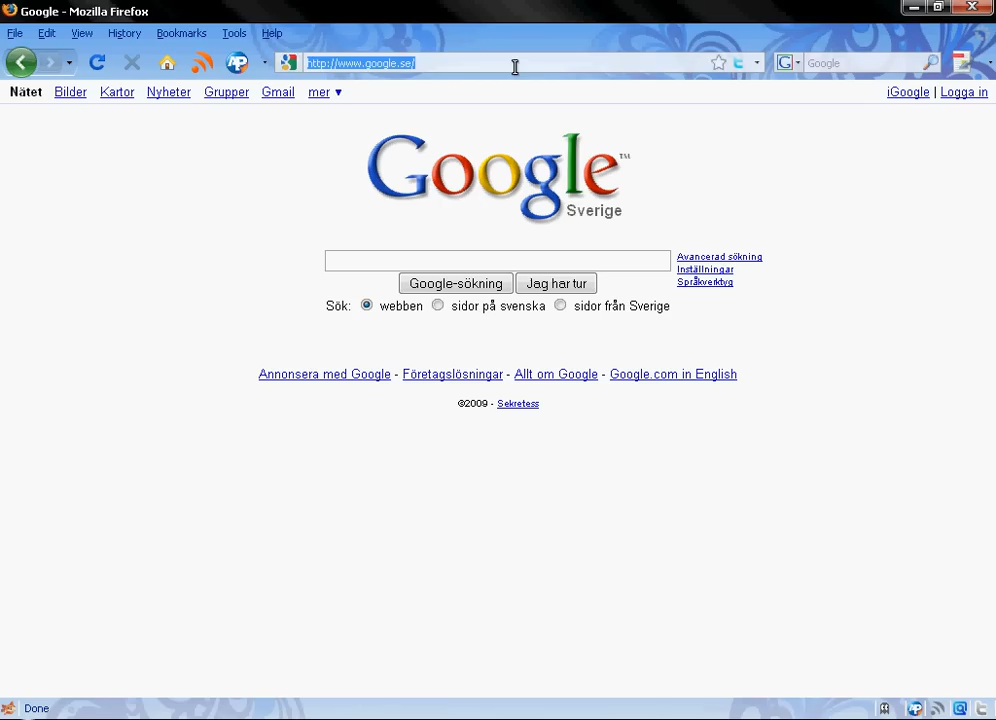 Google - Mozilla Firefox
File Edit View History Bookmarks Tools Help
http://www.google.se/ Google
Nätet Bilder Kartor Nyheter Grupper Gmail mer ▼ iGoogle | Logga in
Google™
Sverige
Avancerad sökning
Inställningar
Språkverktyg
Google-sökning Jag har tur
Sök: webben sidor på svenska sidor från Sverige
Annonsera med Google - Företagslösningar - Allt om Google - Google.com in English
©2009 - Sekretess
Done